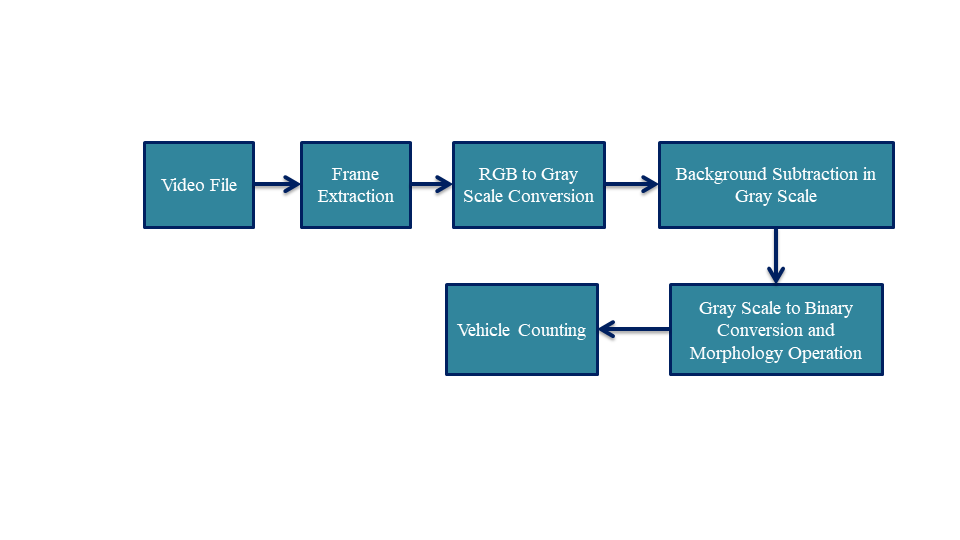 Video File
Frame
Extraction
RGB to Gray
Scale Conversion
Background Subtraction in
Gray Scale
Gray Scale to Binary
Conversion and
Morphology Operation
Vehicle Counting